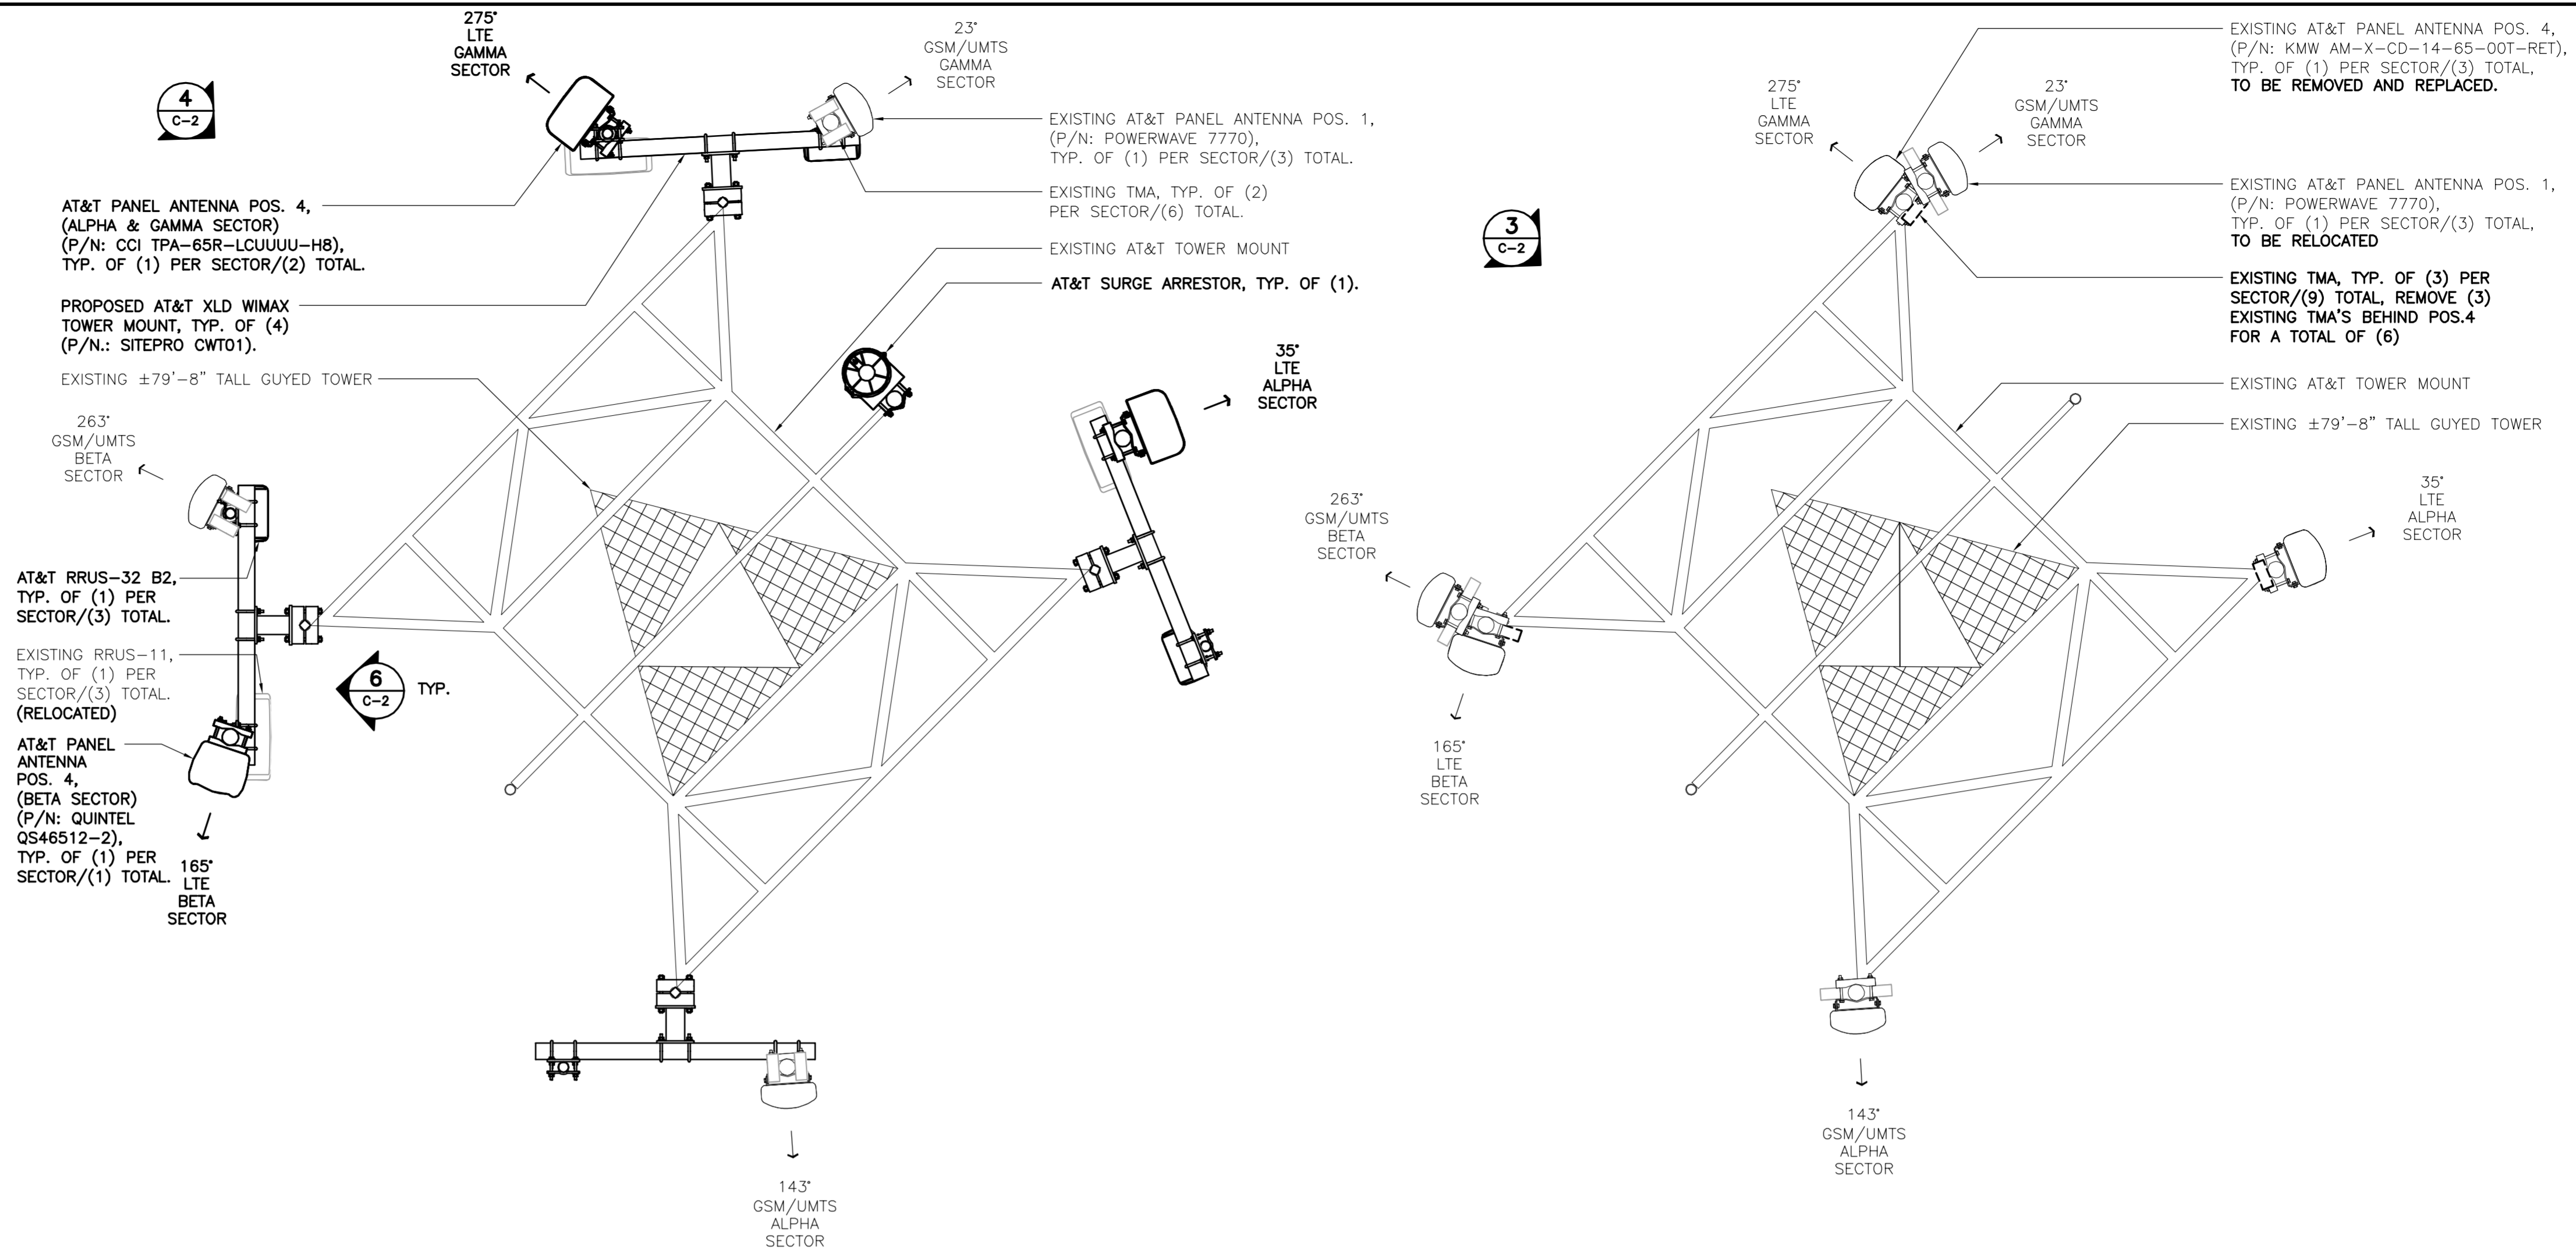 275°
LTE
GAMMA
SECTOR
23°
GSM/UMTS
GAMMA
SECTOR
4
C-2
EXISTING AT&T PANEL ANTENNA POS. 1,
(P/N: POWERWAVE 7770),
TYP. OF (1) PER SECTOR/(3) TOTAL.
EXISTING TMA, TYP. OF (2)
PER SECTOR/(6) TOTAL.
AT&T PANEL ANTENNA POS. 4,
(ALPHA & GAMMA SECTOR)
(P/N: CCI TPA-65R-LCUUUU-H8),
TYP. OF (1) PER SECTOR/(2) TOTAL.
EXISTING AT&T TOWER MOUNT
AT&T SURGE ARRESTOR, TYP. OF (1).
PROPOSED AT&T XLD WIMAX
TOWER MOUNT, TYP. OF (4)
(P/N.: SITEPRO CWT01).
EXISTING ±79'-8" TALL GUYED TOWER
35°
LTE
ALPHA
SECTOR
263°
GSM/UMTS
BETA
SECTOR
AT&T RRUS-32 B2,
TYP. OF (1) PER
SECTOR/(3) TOTAL.
EXISTING RRUS-11,
TYP. OF (1) PER
SECTOR/(3) TOTAL.
(RELOCATED)
6
C-2
TYP.
AT&T PANEL
ANTENNA
POS. 4,
(BETA SECTOR)
(P/N: QUINTEL
QS46512-2),
TYP. OF (1) PER
SECTOR/(1) TOTAL.
165°
LTE
BETA
SECTOR
143°
GSM/UMTS
ALPHA
SECTOR
EXISTING AT&T PANEL ANTENNA POS. 4,
(P/N: KMW AM-X-CD-14-65-00T-RET),
TYP. OF (1) PER SECTOR/(3) TOTAL,
TO BE REMOVED AND REPLACED.
275°
LTE
GAMMA
SECTOR
23°
GSM/UMTS
GAMMA
SECTOR
EXISTING AT&T PANEL ANTENNA POS. 1,
(P/N: POWERWAVE 7770),
TYP. OF (1) PER SECTOR/(3) TOTAL,
TO BE RELOCATED
3
C-2
EXISTING TMA, TYP. OF (3) PER
SECTOR/(9) TOTAL, REMOVE (3)
EXISTING TMA'S BEHIND POS.4
FOR A TOTAL OF (6)
EXISTING AT&T TOWER MOUNT
EXISTING ±79'-8" TALL GUYED TOWER
35°
LTE
ALPHA
SECTOR
263°
GSM/UMTS
BETA
SECTOR
165°
LTE
BETA
SECTOR
143°
GSM/UMTS
ALPHA
SECTOR